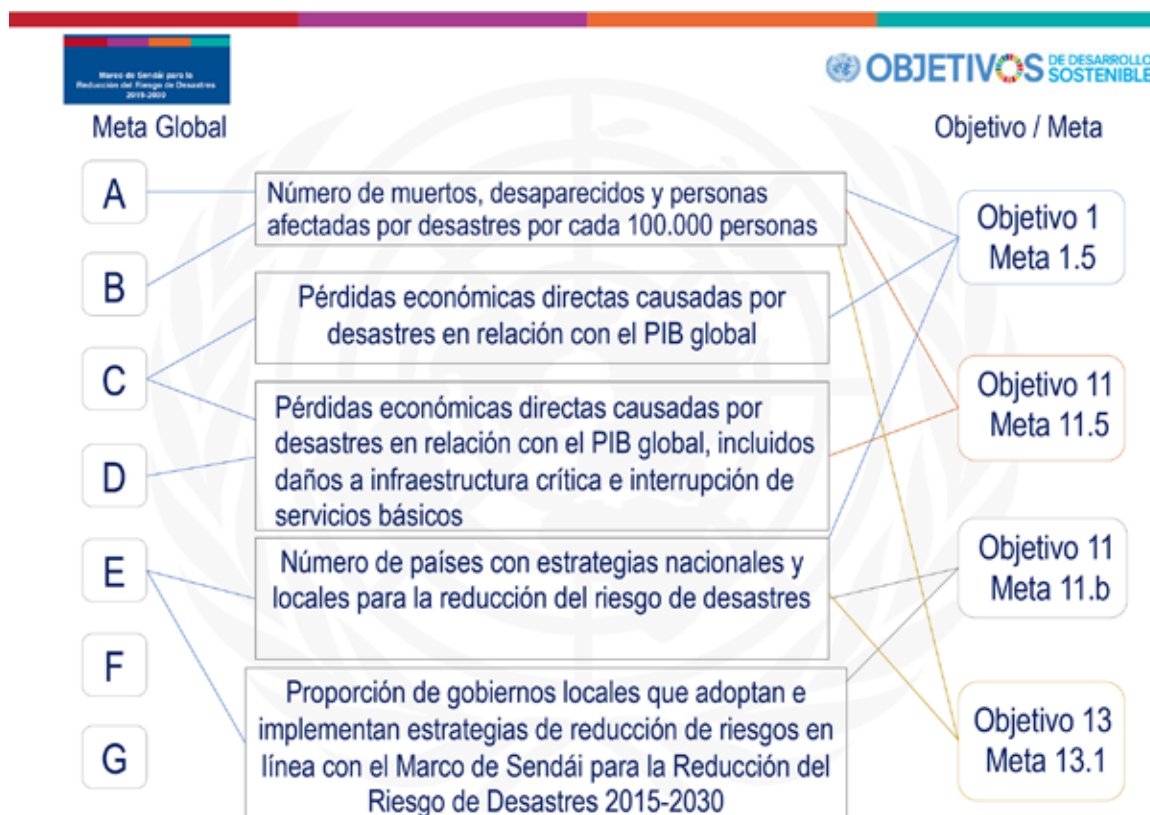 Marco de Sendái para la
Reducción del Riesgo de Desastres
2015-2030
OBJETIVOS DE DESARROLLO
SOSTENIBLE
Meta Global
Objetivo / Meta
A
B
C
D
E
F
G
Número de muertos, desaparecidos y personas
afectadas por desastres por cada 100.000 personas
Pérdidas económicas directas causadas por
desastres en relación con el PIB global
Pérdidas económicas directas causadas por
desastres en relación con el PIB global, incluidos
daños a infraestructura crítica e interrupción de
servicios básicos
Número de países con estrategias nacionales y
locales para la reducción del riesgo de desastres
Proporción de gobiernos locales que adoptan e
implementan estrategias de reducción de riesgos en
línea con el Marco de Sendái para la Reducción del
Riesgo de Desastres 2015-2030
Objetivo 1
Meta 1.5
Objetivo 11
Meta 11.5
Objetivo 11
Meta 11.b
Objetivo 13
Meta 13.1